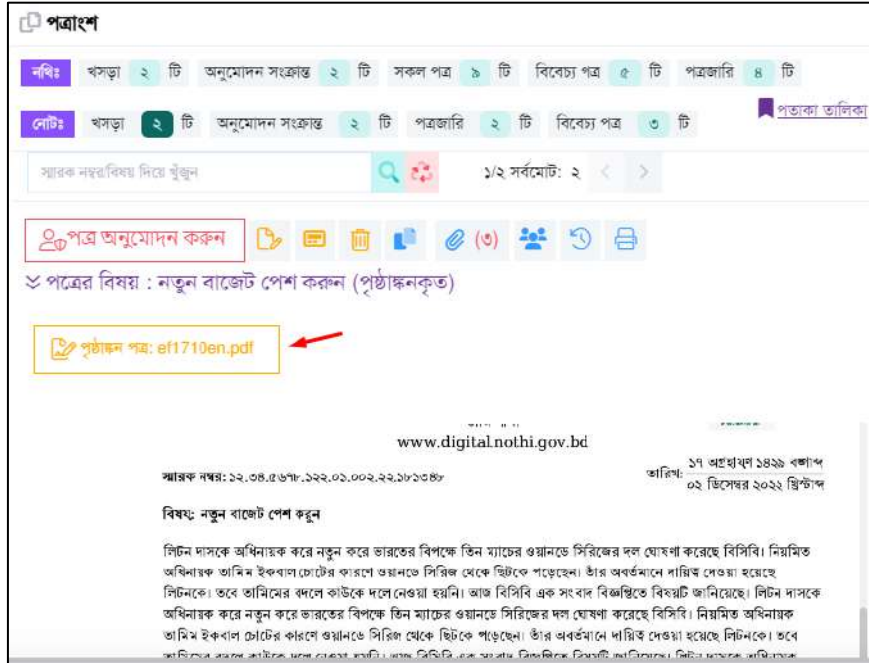 পত্রাংশ
নথিঃ খসড়া ২ টি অনুমোদন সংক্রান্ত ২ টি সকল পত্র ৯ টি বিবেচ্য পত্র ৫ টি পত্রজারি ৪ টি
পতাকা তালিকা
নোটঃ খসড়া ২ টি অনুমোদন সংক্রান্ত ২ টি পত্রজারি ২ টি বিবেচ্য পত্র ৩ টি
স্মারক নম্বর/বিষয় দিয়ে খুঁজুন ১/২ সর্বমোট: ২
পত্র অনুমোদন করুন (৩)
পত্রের বিষয় : নতুন বাজেট পেশ করুন (পৃষ্ঠাঙ্কনকৃত)
পৃষ্ঠাঙ্কন পত্র: ef1710en.pdf
www.digital.nothi.gov.bd
স্মারক নম্বর: ১২.৩৪.৫৬৭৮.১২২.০১.০০২.২২.১৮১৩৪৮
তারিখ: ১৭ অগ্রহায়ণ ১৪২৯ বঙ্গাব্দ
০২ ডিসেম্বর ২০২২ খ্রিস্টাব্দ
বিষয়: নতুন বাজেট পেশ করুন
লিটন দাসকে অধিনায়ক করে নতুন করে ভারতের বিপক্ষে তিন ম্যাচের ওয়ানডে সিরিজের দল ঘোষণা করেছে বিসিবি। নিয়মিত
অধিনায়ক তামিম ইকবাল চোটের কারণে ওয়ানডে সিরিজ থেকে ছিটকে পড়েছেন। তাঁর অবর্তমানে দায়িত্ব দেওয়া হয়েছে
লিটনকে। তবে তামিমের বদলে কাউকে দলে নেওয়া হয়নি। আজ বিসিবি এক সংবাদ বিজ্ঞপ্তিতে বিষয়টি জানিয়েছে। লিটন দাসকে
অধিনায়ক করে নতুন করে ভারতের বিপক্ষে তিন ম্যাচের ওয়ানডে সিরিজের দল ঘোষণা করেছে বিসিবি। নিয়মিত অধিনায়ক
তামিম ইকবাল চোটের কারণে ওয়ানডে সিরিজ থেকে ছিটকে পড়েছেন। তাঁর অবর্তমানে দায়িত্ব দেওয়া হয়েছে লিটনকে। তবে